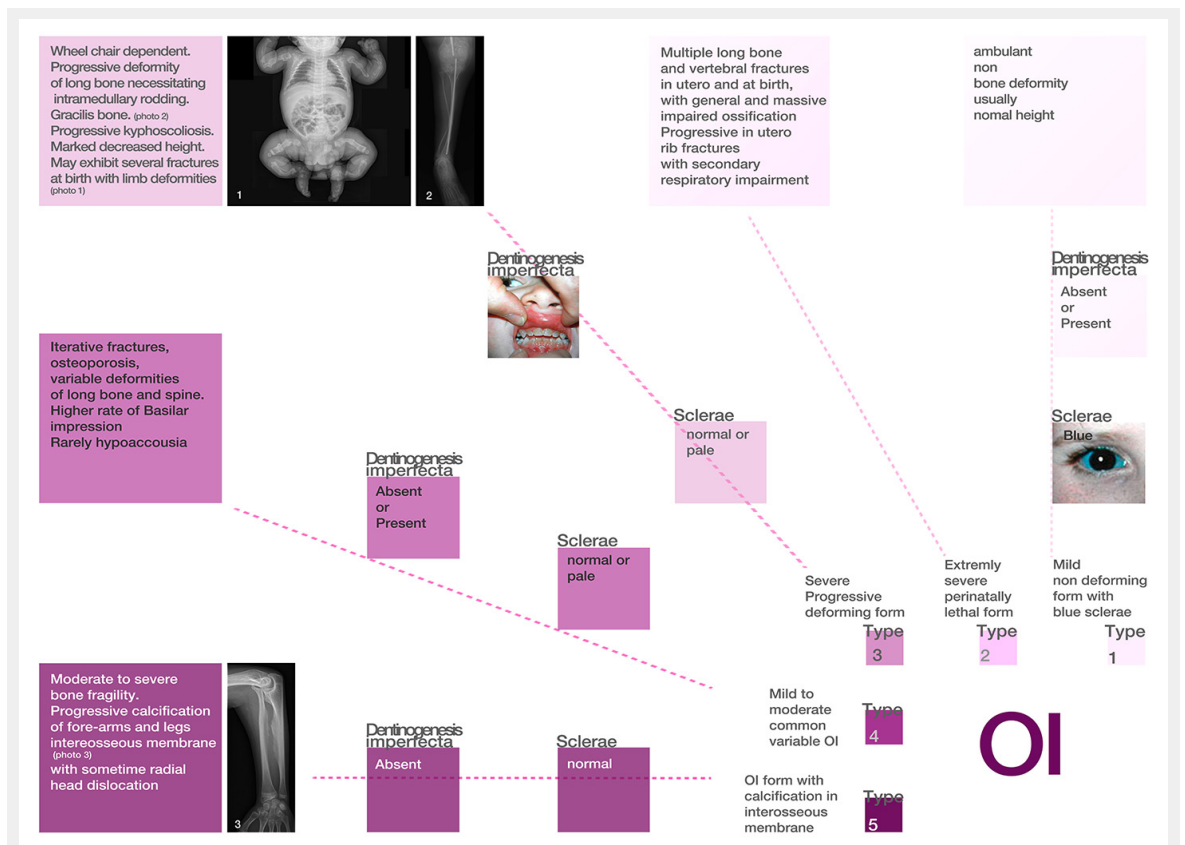 Wheel chair dependent.
Progressive deformity
of long bone necessitating
intramedullary rodding.
Gracilis bone. (photo 2)
Progressive kyphoscoliosis.
Marked decreased height.
May exhibit several fractures
at birth with limb deformities
(photo 1)
1
2
Multiple long bone
and vertebral fractures
in utero and at birth,
with general and massive
impaired ossification
Progressive in utero
rib fractures
with secondary
respiratory impairment
ambulant
non
bone deformity
usually
nomal height
Dentinogenesis
imperfecta
Dentinogenesis
imperfecta
Absent
or
Present
Iterative fractures,
osteoporosis,
variable deformities
of long bone and spine.
Higher rate of Basilar
impression
Rarely hypoaccousia
Sclerae
normal or
pale
Sclerae
Blue
Dentinogenesis
imperfecta
Absent
or
Present
Sclerae
normal or
pale
Severe
Progressive
deforming form
Type
3
Extremly
severe
perinatally
lethal form
Type
2
Mild
non deforming
form with
blue sclerae
Type
1
Moderate to severe
bone fragility.
Progressive calcification
of fore-arms and legs
intereosseous membrane
(photo 3)
with sometime radial
head dislocation
3
Dentinogenesis
imperfecta
Absent
Sclerae
normal
Mild to
moderate
common
variable OI
Type
4
OI form with
calcification in
interosseous
membrane
Type
5
OI